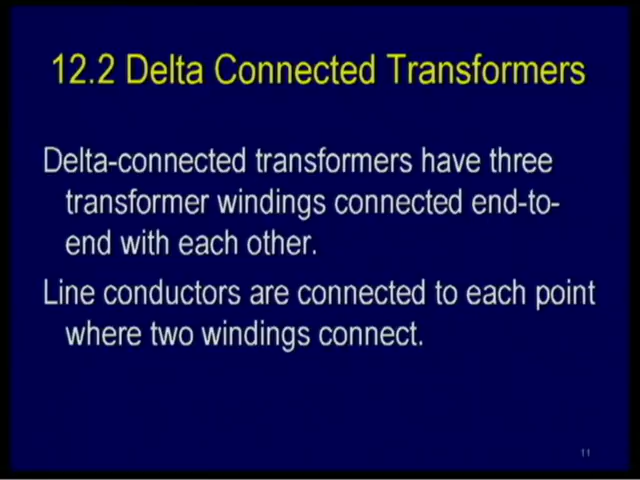 12.2 Delta Connected Transformers
Delta-connected transformers have three
transformer windings connected end-to-
end with each other.
Line conductors are connected to each point
where two windings connect.
11